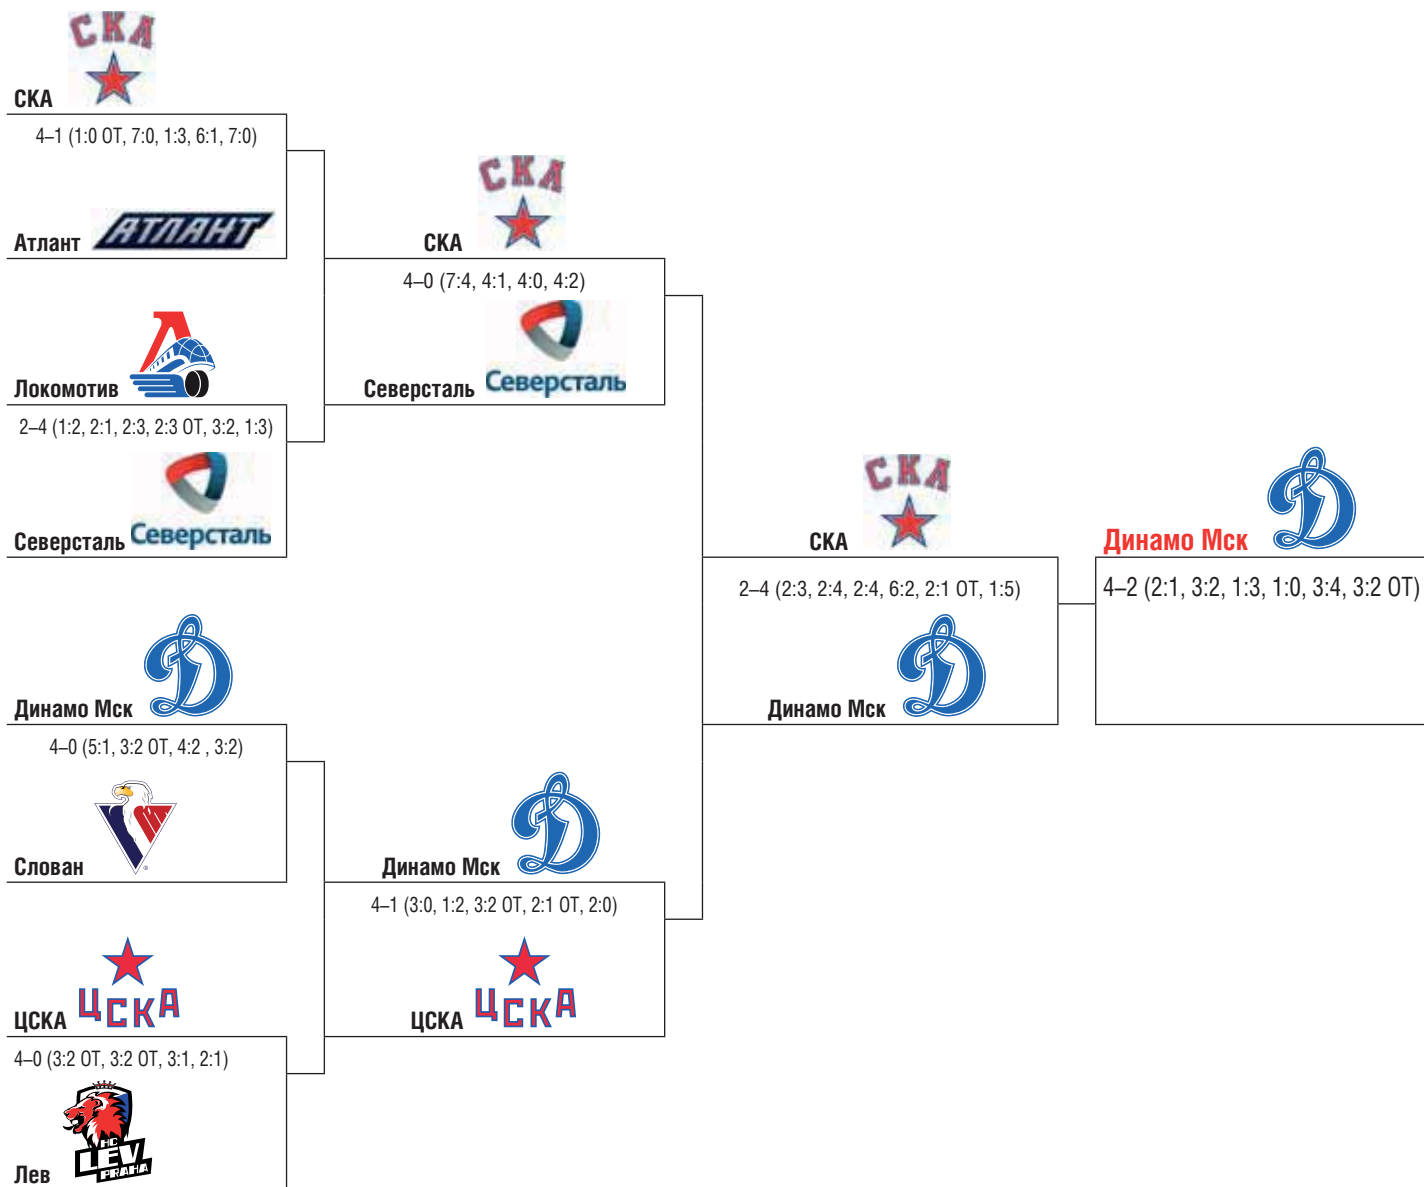 СКА
СКА
4–1 (1:0 ОТ, 7:0, 1:3, 6:1, 7:0)
Атлант
АТЛАНТ
Локомотив
2–4 (1:2, 2:1, 2:3, 2:3 ОТ, 3:2, 1:3)
Северсталь
Северсталь
Динамо Мск
4–0 (5:1, 3:2 ОТ, 4:2 , 3:2)
Слован
ЦСКА
ЦСКА
4–0 (3:2 ОТ, 3:2 ОТ, 3:1, 2:1)
Лев
HC
LEV
PRAHA
СКА
СКА
4–0 (7:4, 4:1, 4:0, 4:2)
Северсталь
Северсталь
Динамо Мск
4–1 (3:0, 1:2, 3:2 ОТ, 2:1 ОТ, 2:0)
ЦСКА
ЦСКА
СКА
СКА
2–4 (2:3, 2:4, 2:4, 6:2, 2:1 ОТ, 1:5)
Динамо Мск
Динамо Мск
4–2 (2:1, 3:2, 1:3, 1:0, 3:4, 3:2 ОТ)